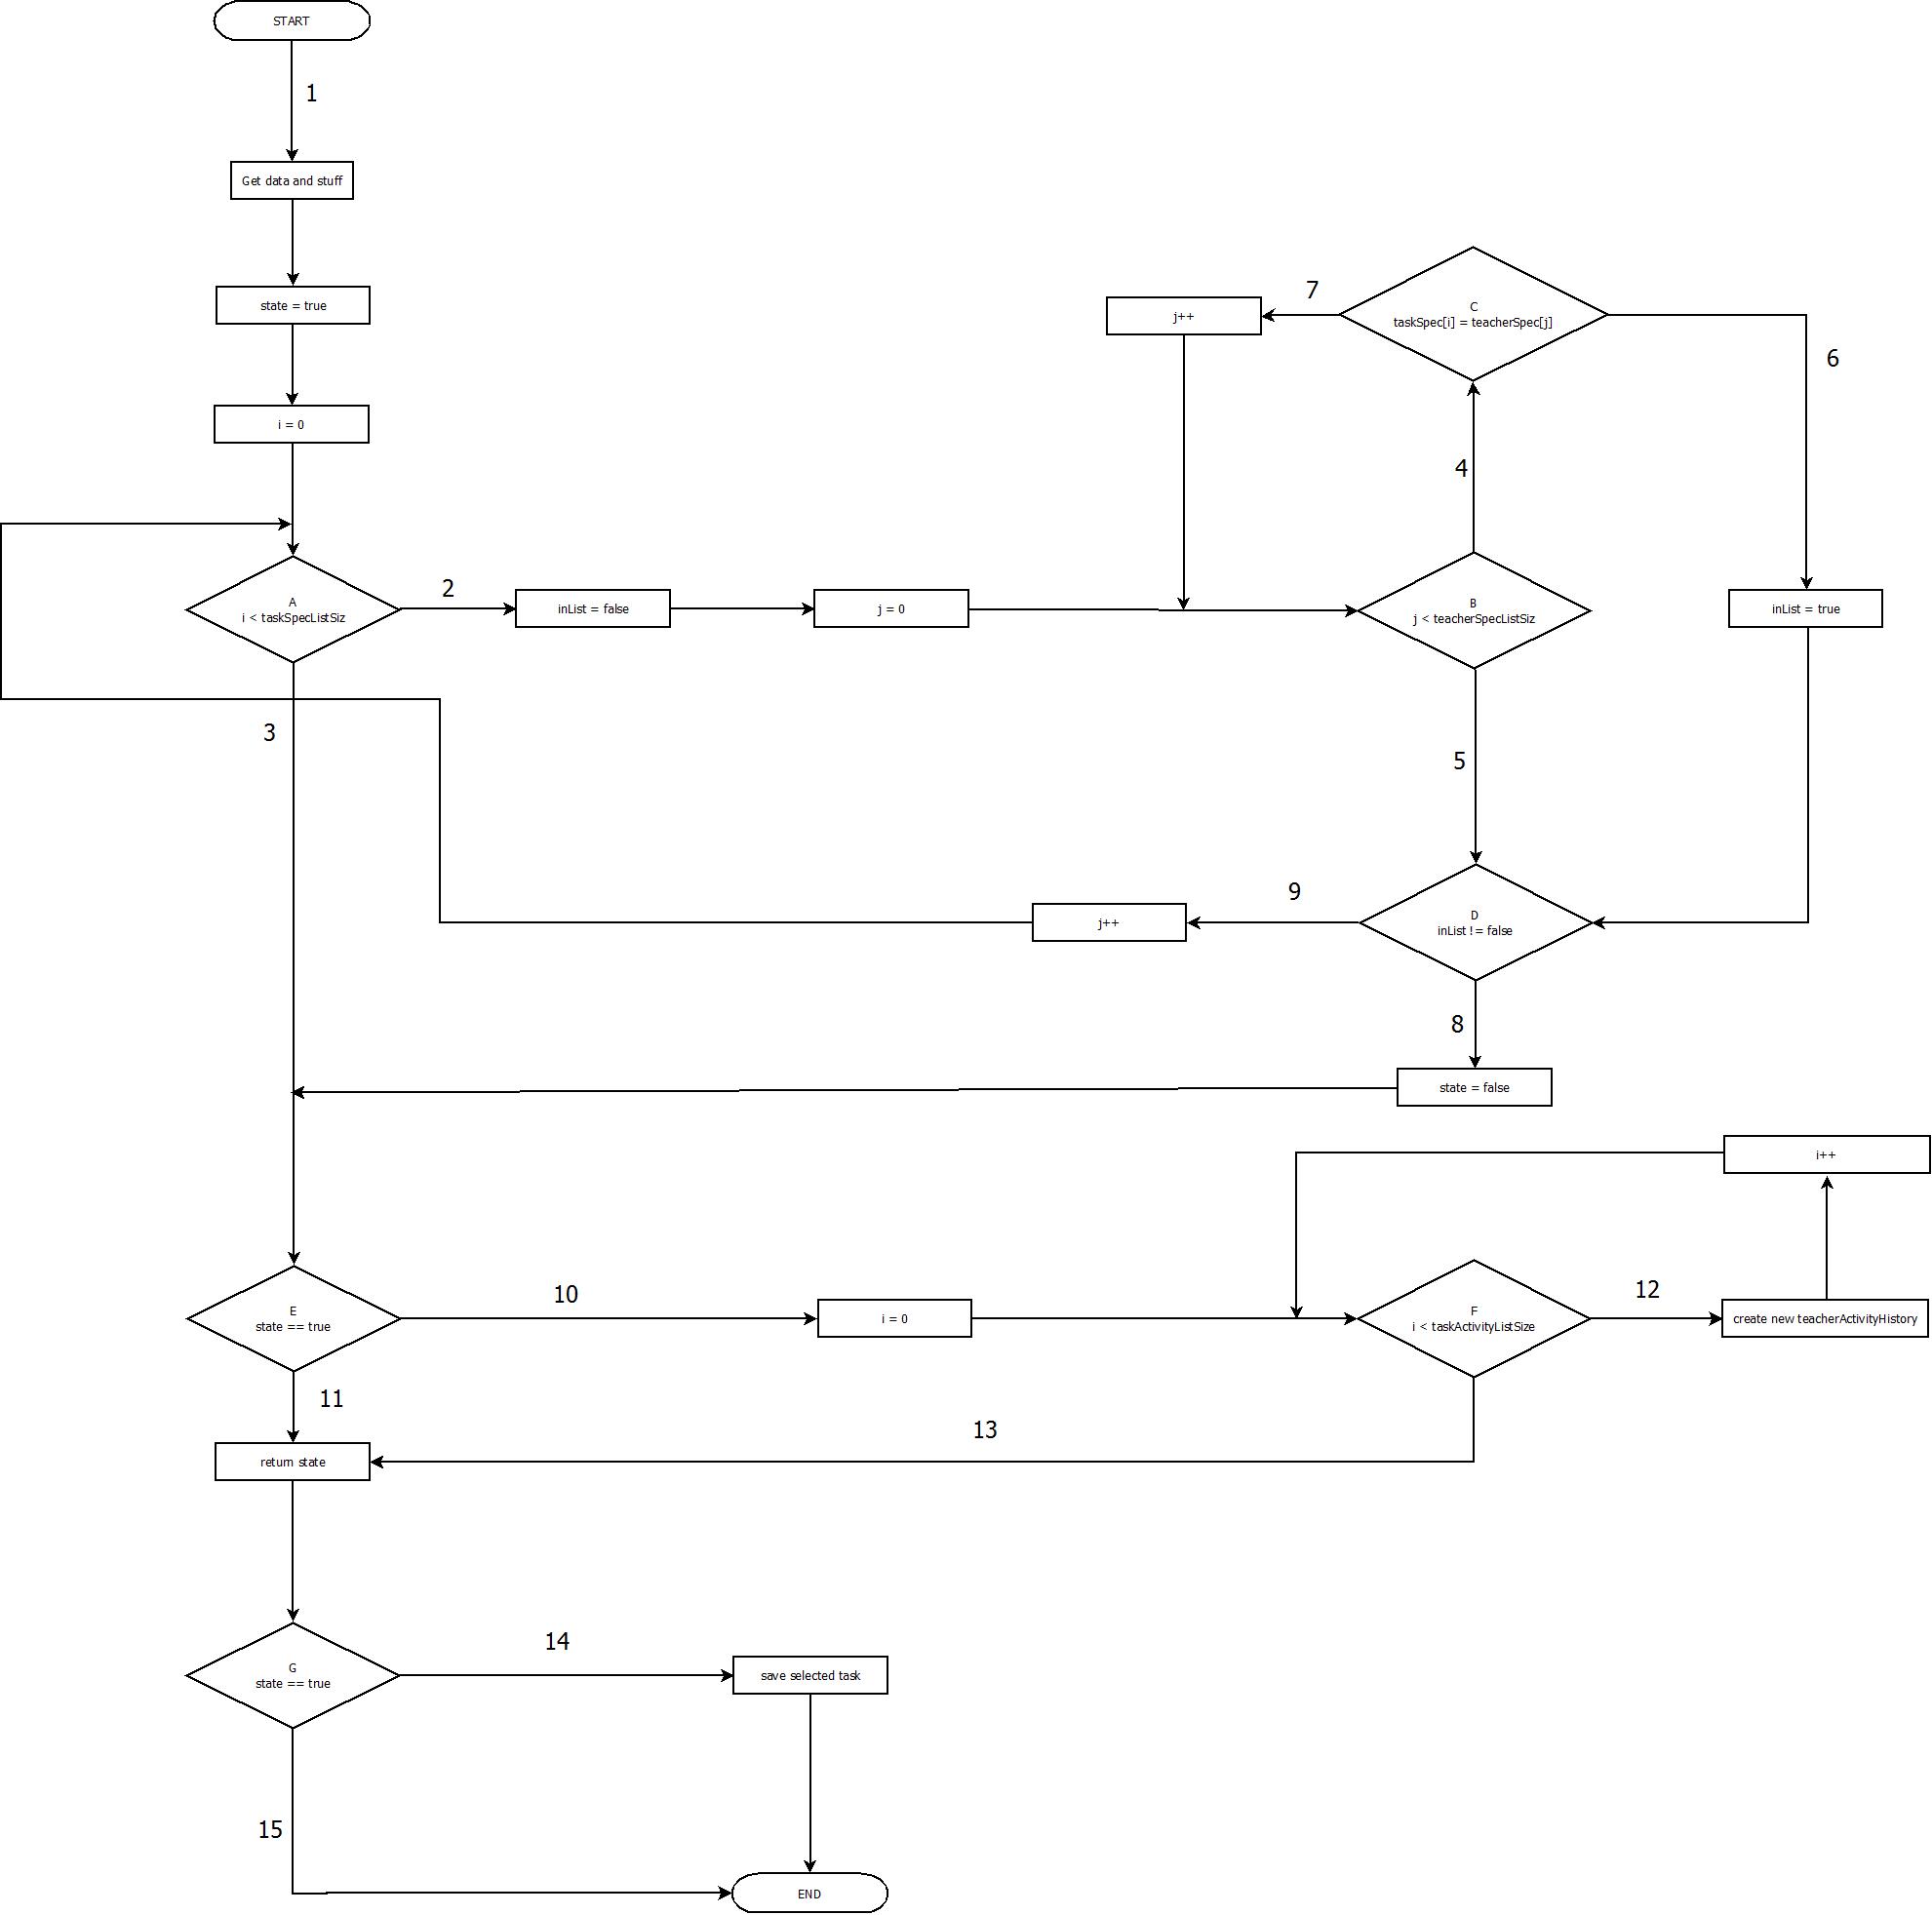 START
1
Get data and stuff
state = true
i = 0
A
i < taskSpecListSiz
2
inList = false
j = 0
B
j < teacherSpecListSiz
4
C
taskSpec[i] = teacherSpec[j]
7
j++
6
inList = true
5
D
inList != false
9
j++
3
8
state = false
E
state == true
10
i = 0
F
i < taskActivityListSize
12
create new teacherActivityHistory
i++
11
13
return state
G
state == true
14
save selected task
15
END